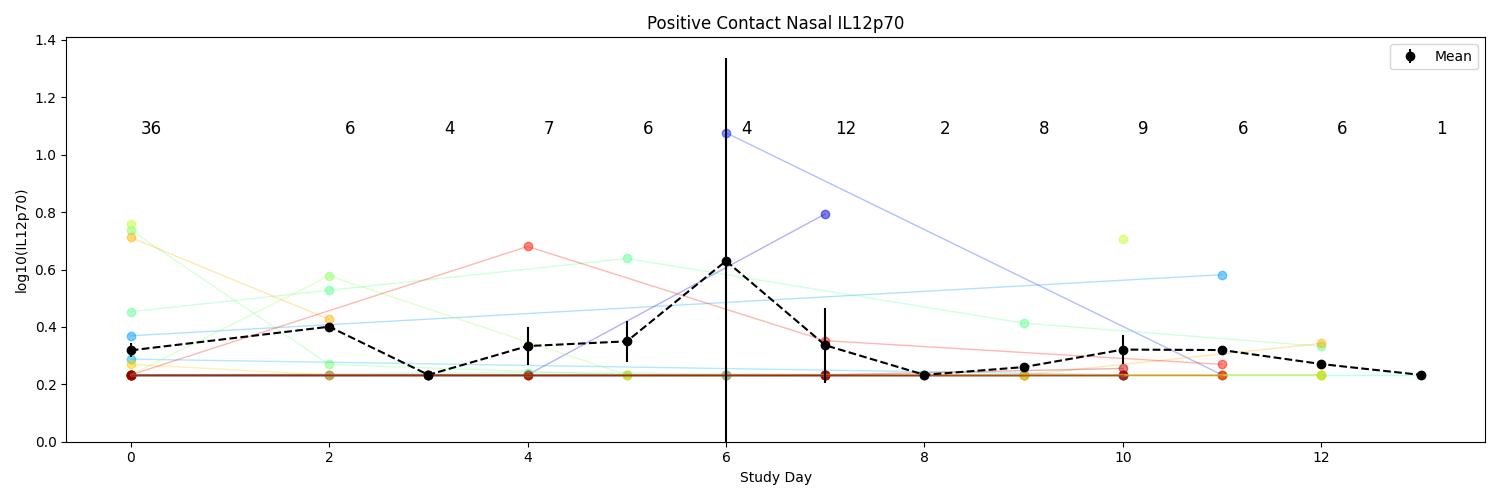 Positive Contact Nasal IL12p70
Mean
36 6 4 7 6 4 12 2 8 9 6 6 1
log10(IL12p70)
1.4
1.2
1.0
0.8
0.6
0.4
0.2
0.0
0 2 4 6 8 10 12
Study Day